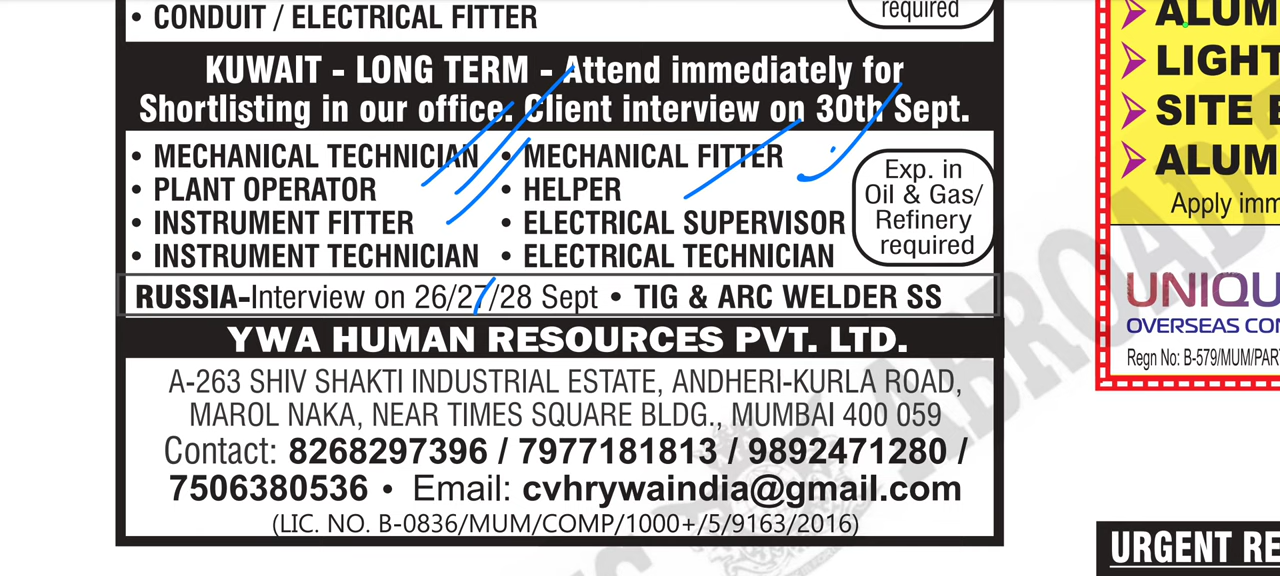 • CONDUIT / ELECTRICAL FITTER
required
KUWAIT - LONG TERM - Attend immediately for
Shortlisting in our office. Client interview on 30th Sept.
• MECHANICAL TECHNICIAN
• PLANT OPERATOR
• INSTRUMENT FITTER
• INSTRUMENT TECHNICIAN
• MECHANICAL FITTER
• HELPER
• ELECTRICAL SUPERVISOR
• ELECTRICAL TECHNICIAN
Exp. in
Oil & Gas/
Refinery
required
RUSSIA-Interview on 26/27/28 Sept • TIG & ARC WELDER SS
YWA HUMAN RESOURCES PVT. LTD.
A-263 SHIV SHAKTI INDUSTRIAL ESTATE, ANDHERI-KURLA ROAD,
MAROL NAKA, NEAR TIMES SQUARE BLDG., MUMBAI 400 059
Contact: 8268297396 / 7977181813 / 9892471280 /
7506380536 • Email: cvhrywaindia@gmail.com
(LIC. NO. B-0836/MUM/COMP/1000+/5/9163/2016)
ALUM
LIGHT
SITE E
ALUM
Apply imm
UNIQU
OVERSEAS CON
Regn No: B-579/MUM/PAR
URGENT RE
ABROAD